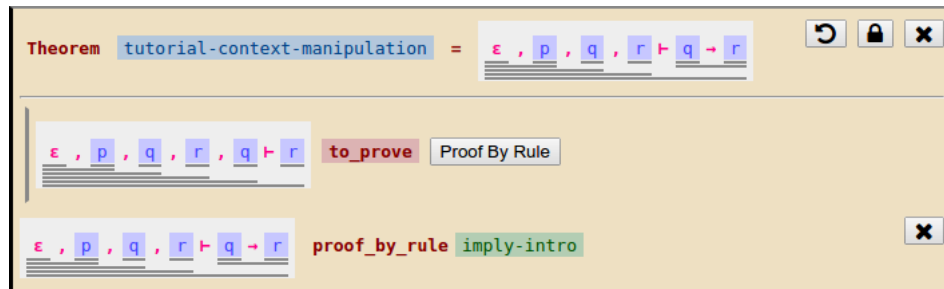 Theorem tutorial-context-manipulation = ε , p , q , r ⊢ q → r
ε , p , q , r , q ⊢ r to_prove Proof By Rule
ε , p , q , r ⊢ q → r proof_by_rule imply-intro